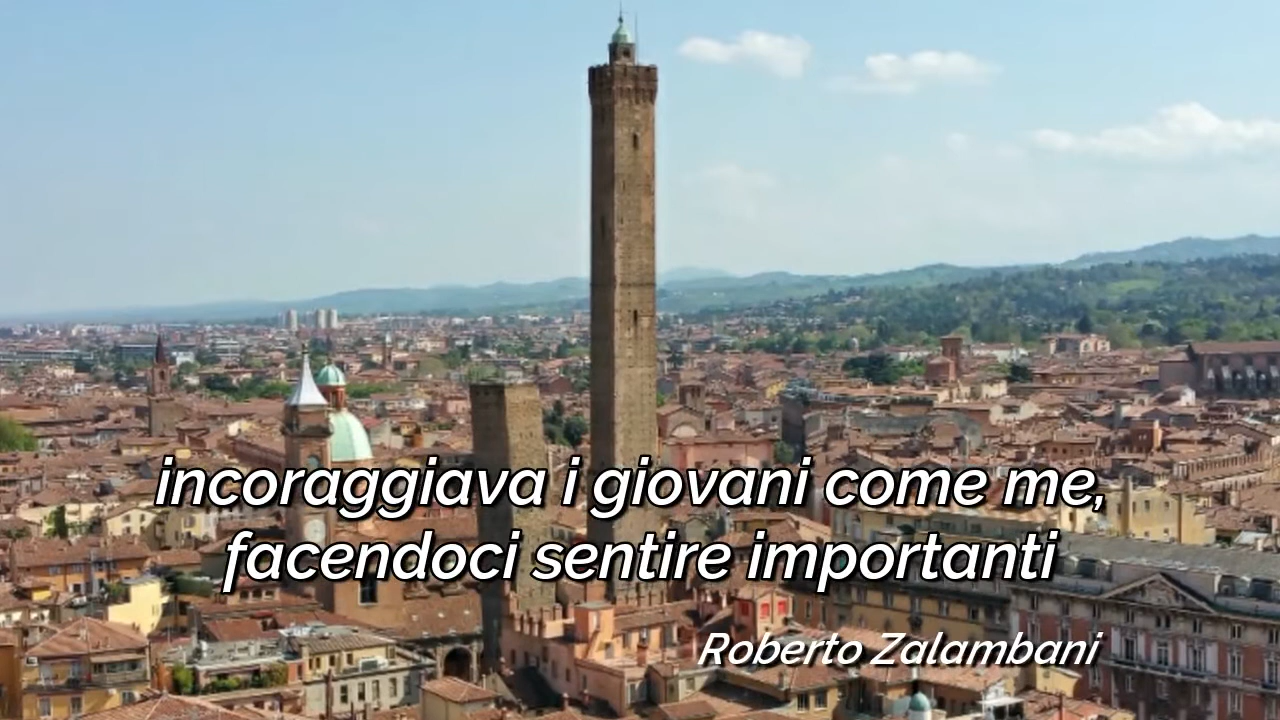 incoraggiava i giovani come me,
facendoci sentire importanti
Roberto Zalambani